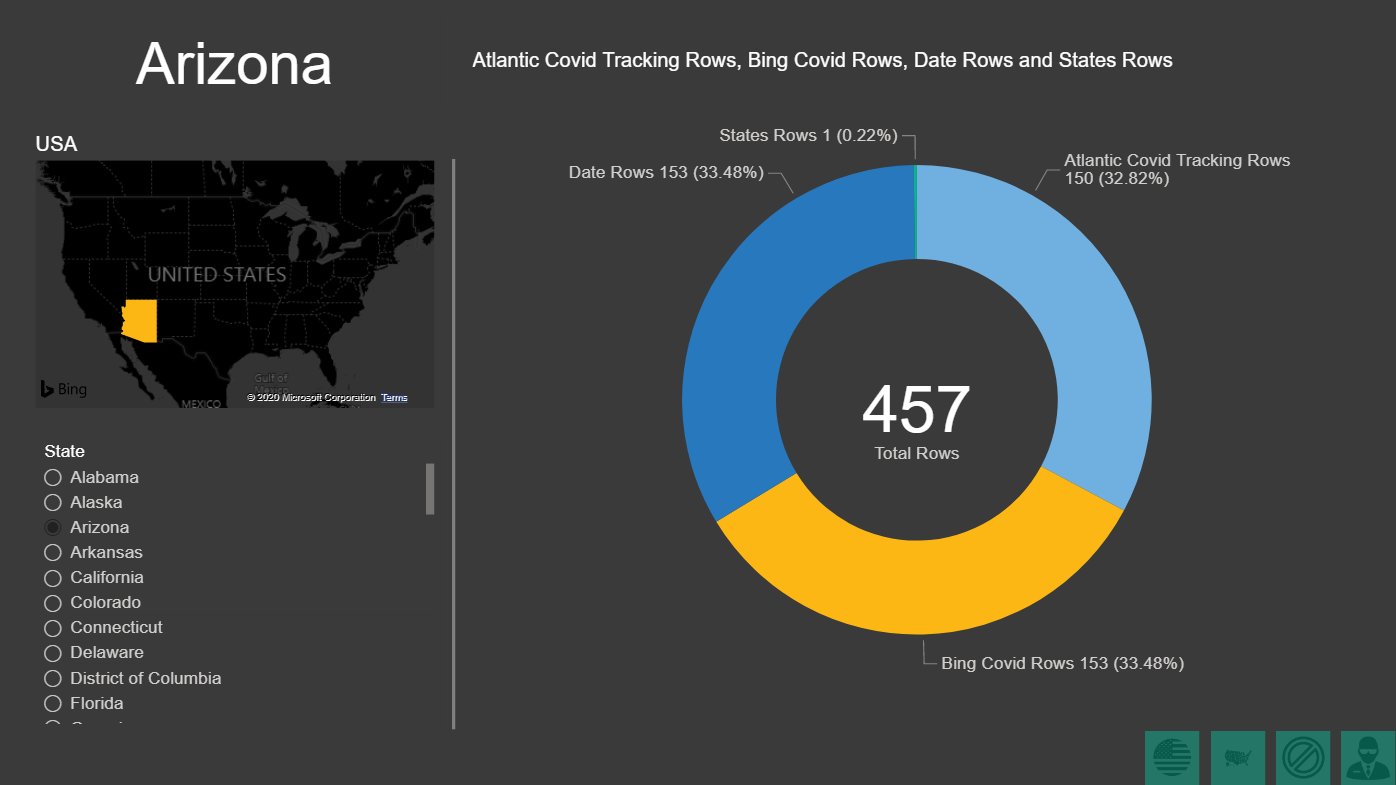 Arizona
Atlantic Covid Tracking Rows, Bing Covid Rows, Date Rows and States Rows
USA
UNITED STATES
Gulf of
Mexico
MEXICO
Bing
© 2020 Microsoft Corporation Terms
State
Alabama
Alaska
Arizona
Arkansas
California
Colorado
Connecticut
Delaware
District of Columbia
Florida
States Rows 1 (0.22%)
Date Rows 153 (33.48%)
Atlantic Covid Tracking Rows
150 (32.82%)
457
Total Rows
Bing Covid Rows 153 (33.48%)